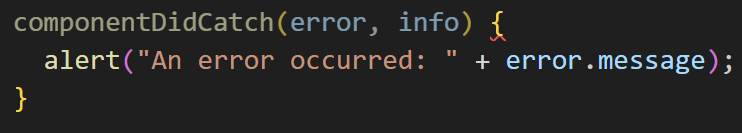 componentDidCatch(error, info) {
  alert("An error occurred: " + error.message);
}